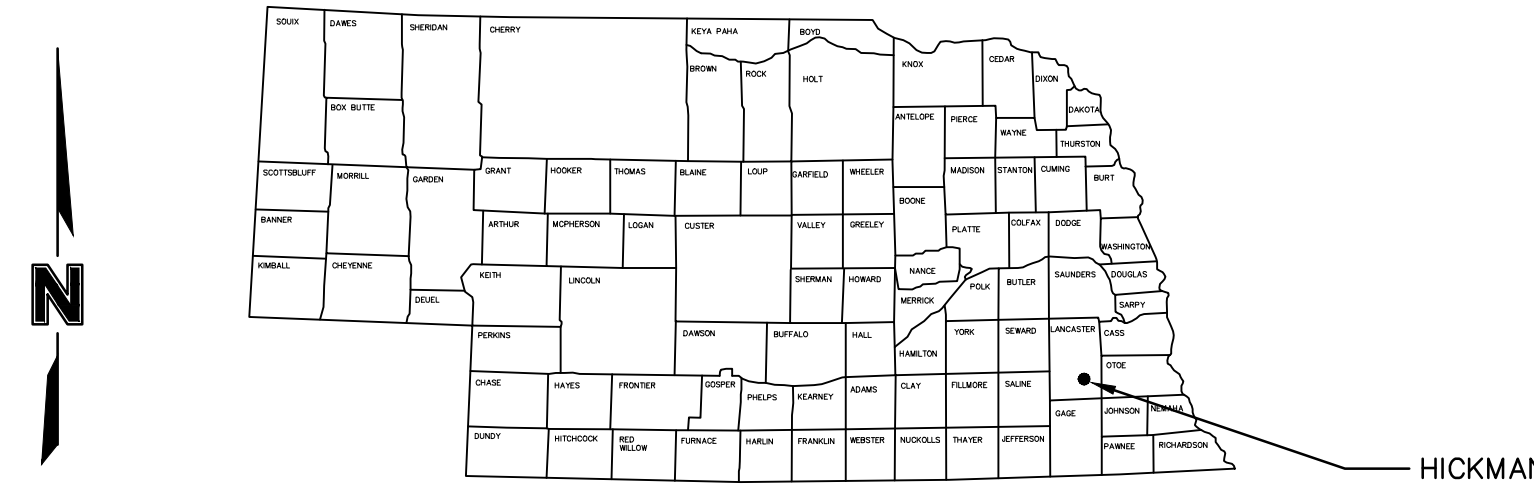 SOUIX
DAWES
SHERIDAN
CHERRY
KEYA PAHA
BOYD
BROWN
ROCK
HOLT
KNOX
CEDAR
DIXON
DAKOTA
BOX BUTTE
ANTELOPE
PIERCE
WAYNE
THURSTON
SCOTTSBLUFF
MORRILL
GARDEN
GRANT
HOOKER
THOMAS
BLAINE
LOUP
GARFIELD
WHEELER
MADISON
STANTON
CUMING
BURT
BOONE
BANNER
ARTHUR
MCPHERSON
LOGAN
CUSTER
VALLEY
GREELEY
PLATTE
COLFAX
DODGE
WASHINGTON
KIMBALL
CHEYENNE
KEITH
LINCOLN
SHERMAN
HOWARD
NANCE
POLK
BUTLER
SAUNDERS
DOUGLAS
N
DEUEL
MERRICK
SARPY
PERKINS
DAWSON
BUFFALO
HALL
HAMILTON
YORK
SEWARD
LANCASTER
CASS
OTOE
CHASE
HAYES
FRONTIER
GOSPER
PHELPS
KEARNEY
ADAMS
CLAY
FILLMORE
SALINE
GAGE
JOHNSON
NEMAHA
DUNDY
HITCHCOCK
RED
WILLOW
FURNACE
HARLIN
FRANKLIN
WEBSTER
NUCKOLLS
THAYER
JEFFERSON
PAWNEE
RICHARDSON
HICKMAN